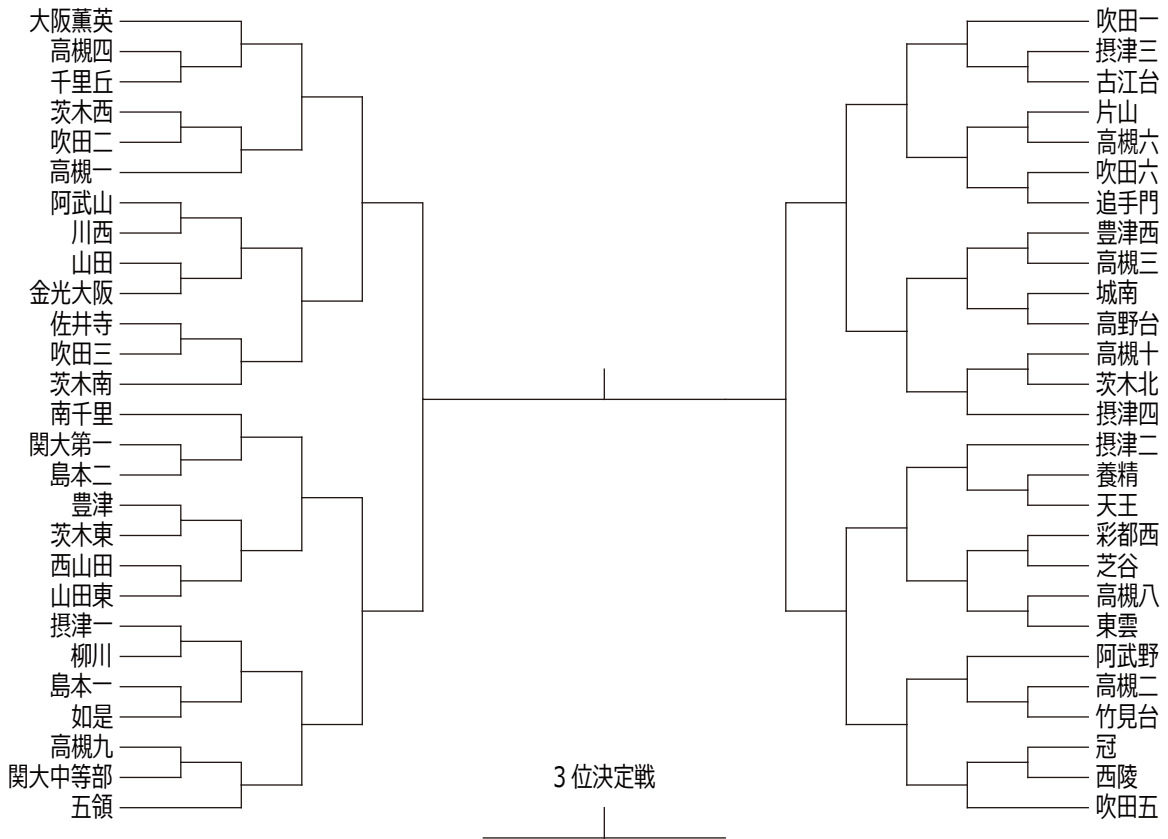 大阪薫英
高槻四
千里丘
茨木西
吹田二
高槻一
阿武山
川西
山田
金光大阪
佐井寺
吹田三
茨木南
南千里
関大第一
島本二
豊津
茨木東
西山田
山田東
摂津一
柳川
島本一
如是
高槻九
関大中等部
五領
3位決定戦
吹田一
摂津三
古江台
片山
高槻六
吹田六
追手門
豊津西
高槻三
城南
高野台
高槻十
茨木北
摂津四
摂津二
養精
天王
彩都西
芝谷
高槻八
東雲
阿武野
高槻二
竹見台
冠
西陵
吹田五